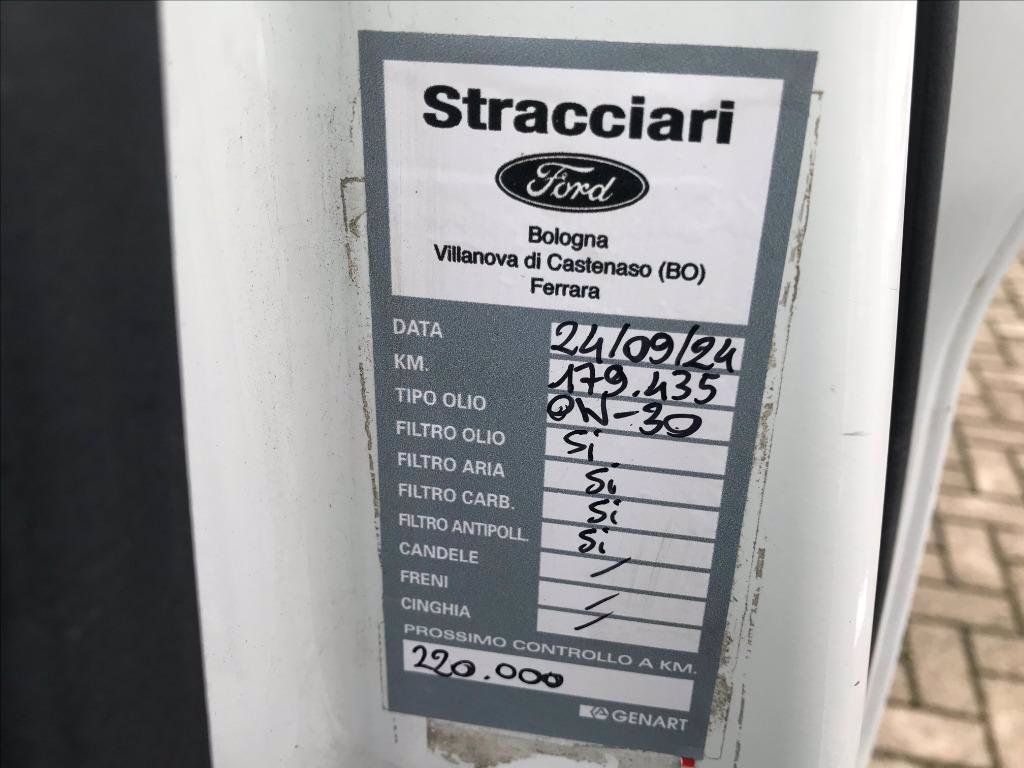 Stracciari
Ford
Bologna
Villanova di Castenaso (BO)
Ferrara
DATA 24/09/24
KM. 179.435
TIPO OLIO 0W-30
FILTRO OLIO Si
FILTRO ARIA Si
FILTRO CARB. Si
FILTRO ANTIPOLL. Si
CANDELE /
FRENI /
CINGHIA /
PROSSIMO CONTROLLO A KM.
220.000
GENART